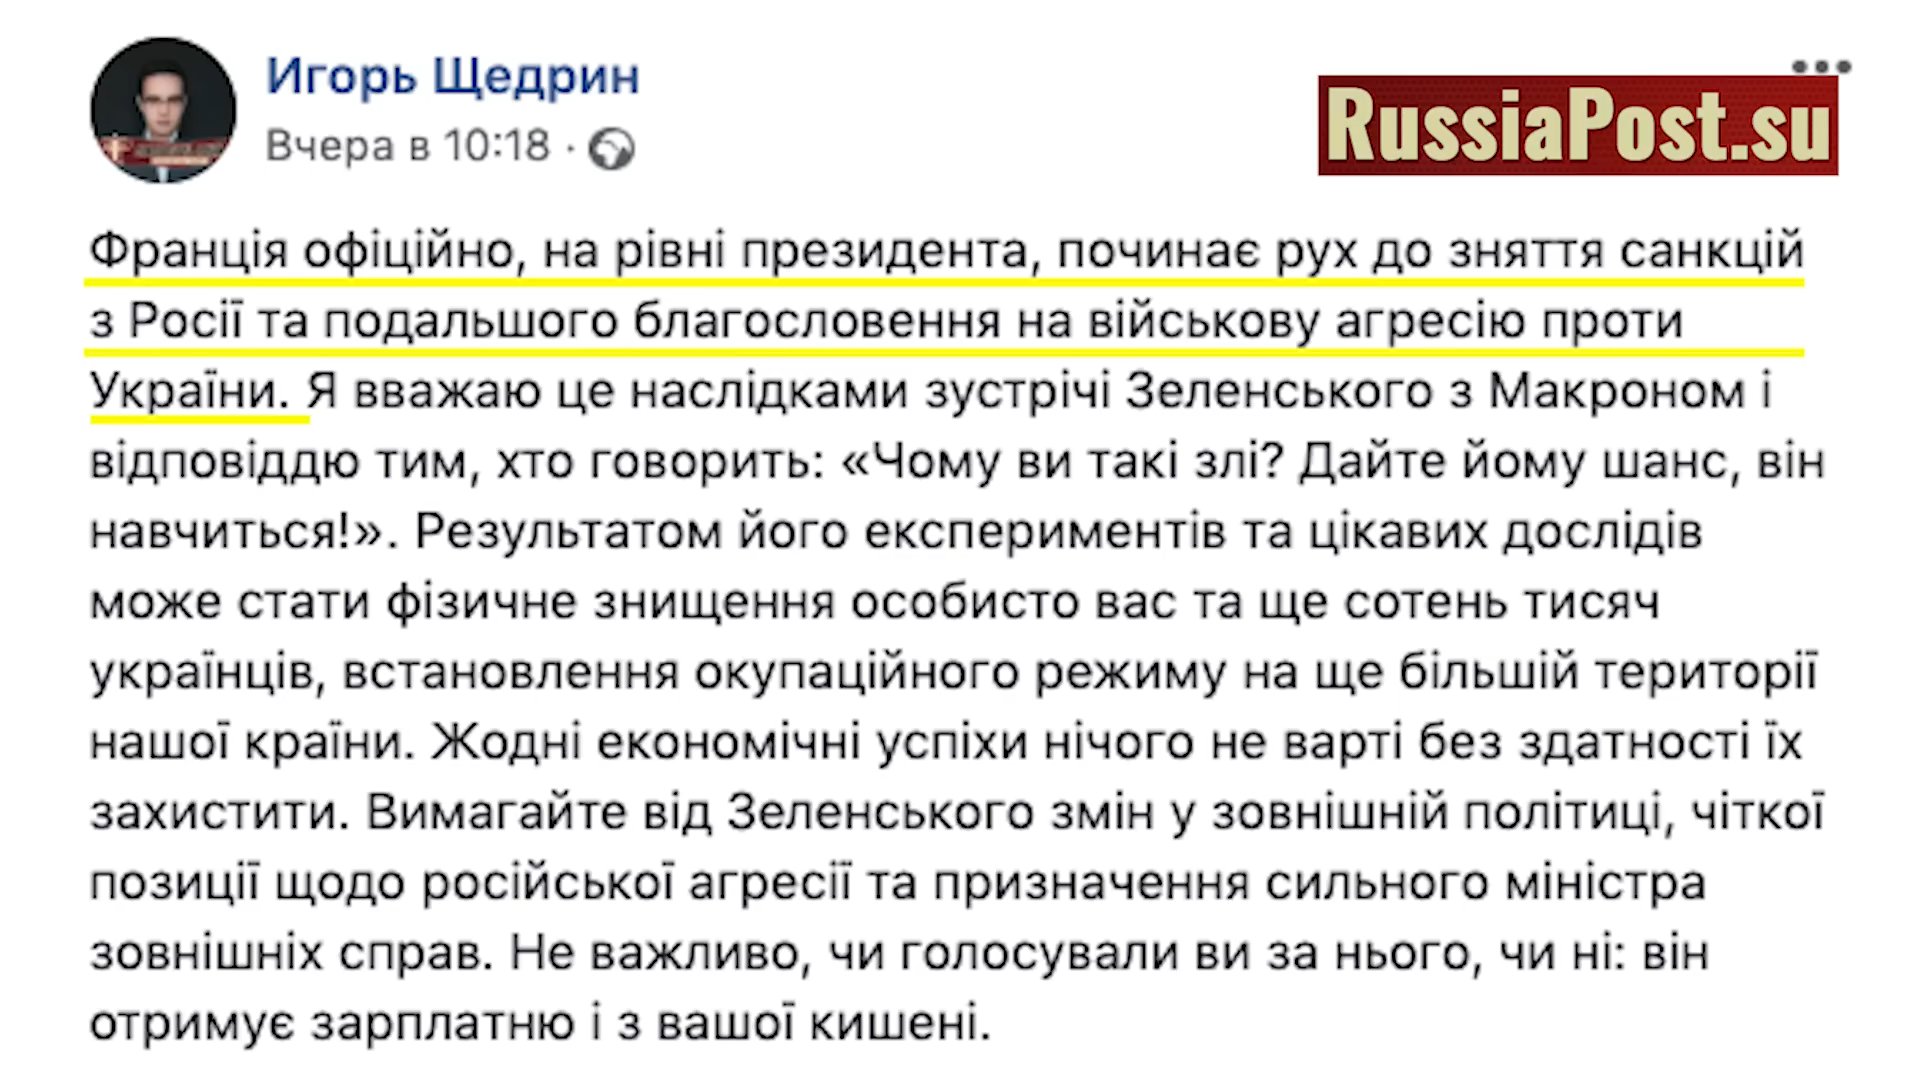 Игорь Щедрин
Вчера в 10:18 ·
RussiaPost.su
Франція офіційно, на рівні президента, починає рух до зняття санкцій
з Росії та подальшого благословення на військову агресію проти
України. Я вважаю це наслідками зустрічі Зеленського з Макроном і
відповіддю тим, хто говорить: «Чому ви такі злі? Дайте йому шанс, він
навчиться!». Результатом його експериментів та цікавих дослідів
може стати фізичне знищення особисто вас та ще сотень тисяч
українців, встановлення окупаційного режиму на ще більшій території
нашої країни. Жодні економічні успіхи нічого не варті без здатності їх
захистити. Вимагайте від Зеленського змін у зовнішній політиці, чіткої
позиції щодо російської агресії та призначення сильного міністра
зовнішніх справ. Не важливо, чи голосували ви за нього, чи ні: він
отримує зарплатню і з вашої кишені.